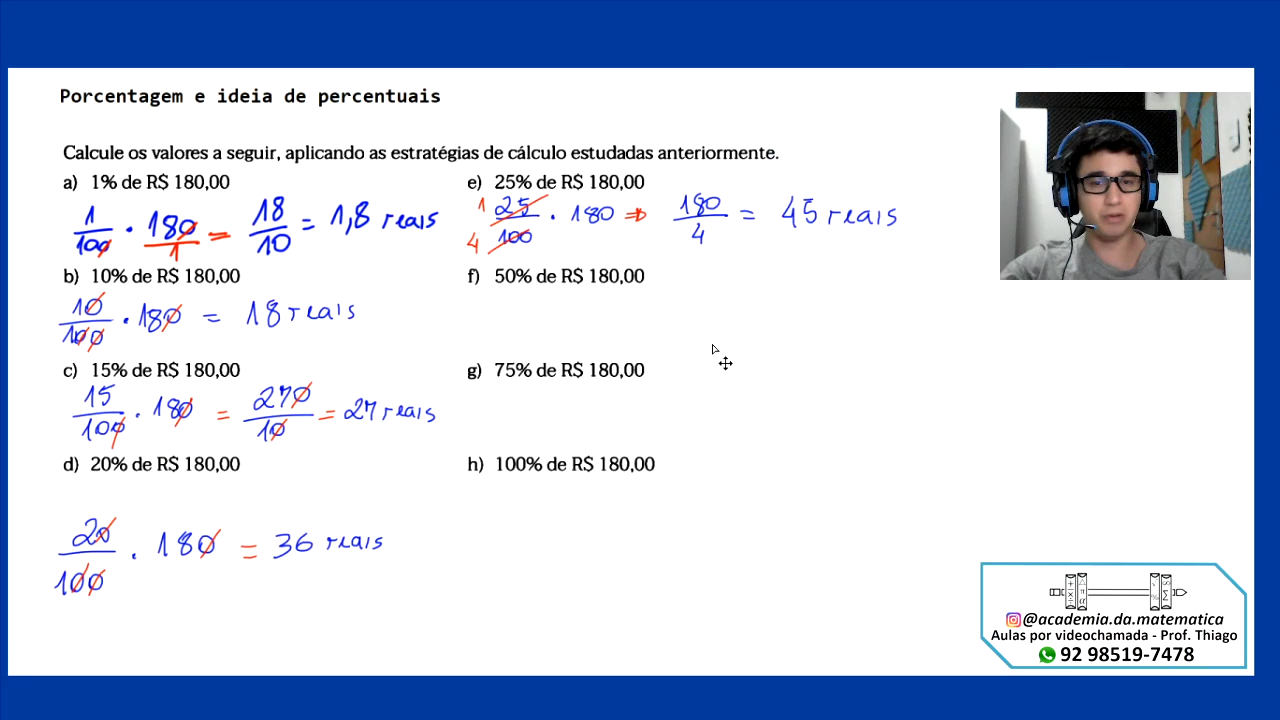 Porcentagem e ideia de percentuais
Calcule os valores a seguir, aplicando as estratégias de cálculo estudadas anteriormente.
a) 1% de R$ 180,00
1/100 · 180/1 = 18/10 = 1,8 reais
b) 10% de R$ 180,00
10/100 · 180 = 18 reais
c) 15% de R$ 180,00
15/100 · 180 = 270/10 = 27 reais
d) 20% de R$ 180,00
20/100 · 180 = 36 reais
e) 25% de R$ 180,00
1 25/100 4 · 180 ⇒ 180/4 = 45 reais
f) 50% de R$ 180,00
g) 75% de R$ 180,00
h) 100% de R$ 180,00
@academia.da.matematica
Aulas por videochamada - Prof. Thiago
92 98519-7478